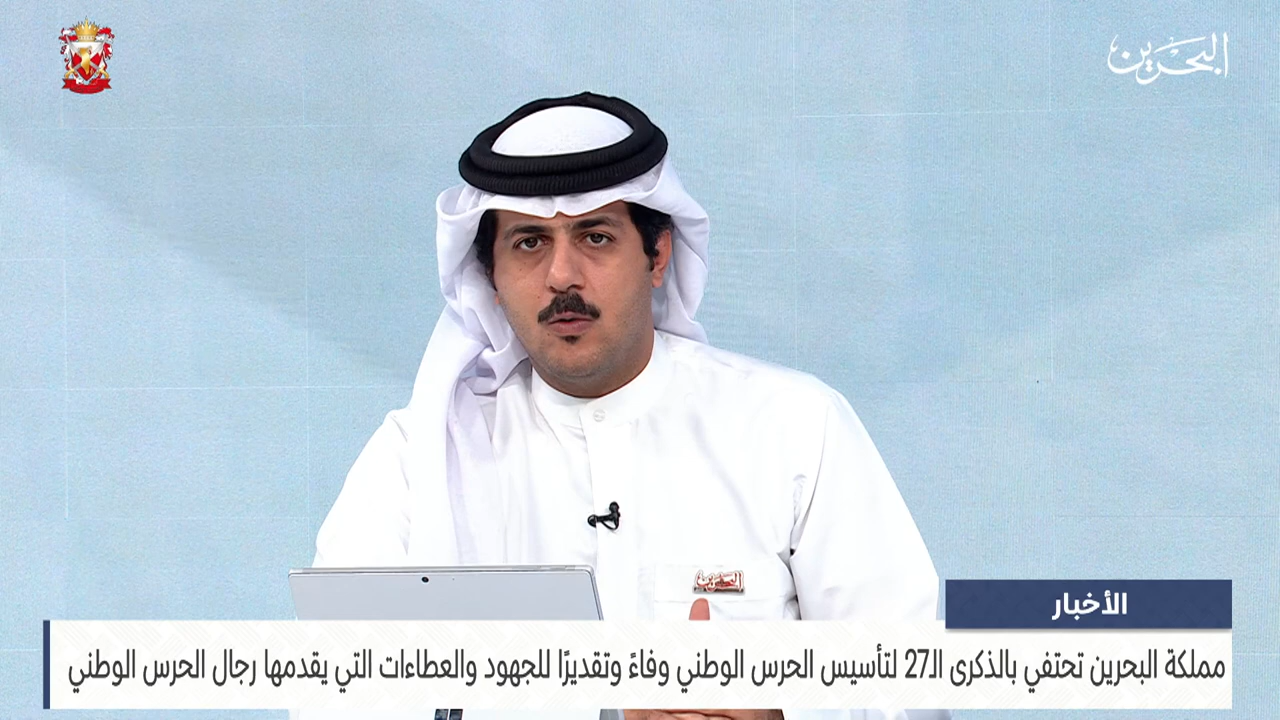 البحرين
البحرين
الأخبار
مملكة البحرين تحتفي بالذكرى الـ27 لتأسيس الحرس الوطني وفاءً وتقديرًا للجهود والعطاءات التي يقدمها رجال الحرس الوطني